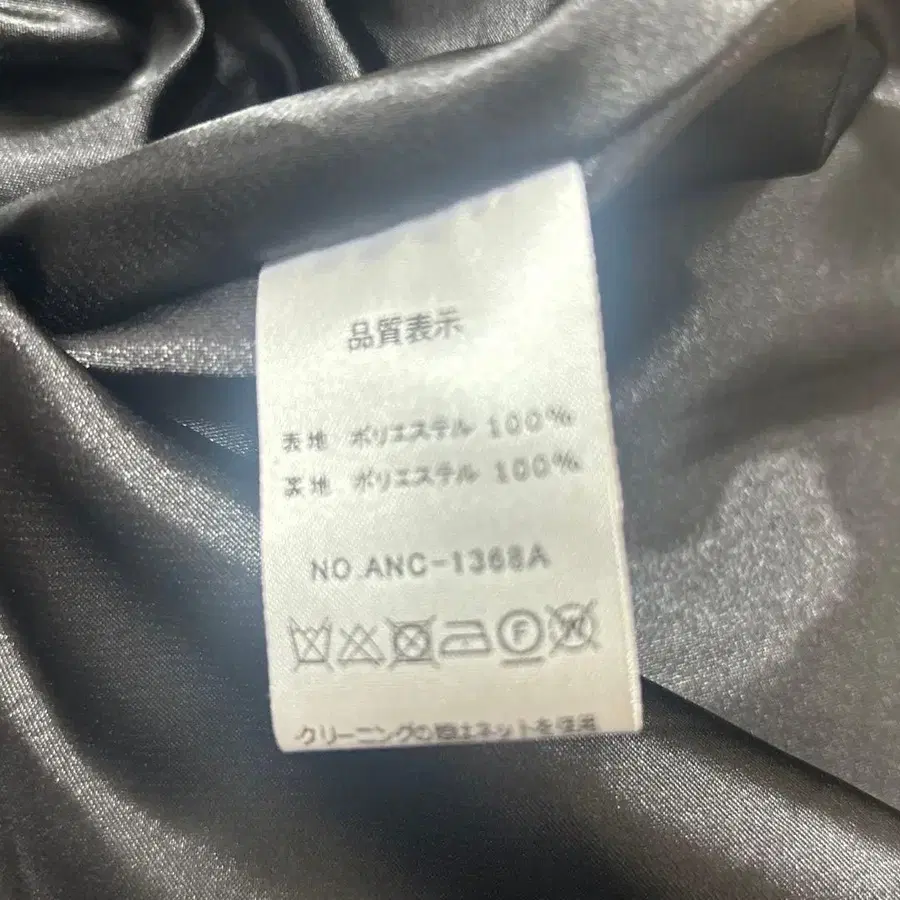 品質表示
表地 ポリエステル 100%
裏地 ポリエステル 100%
NO.ANC-1368A
F
W
クリーニングの際はネットを使用